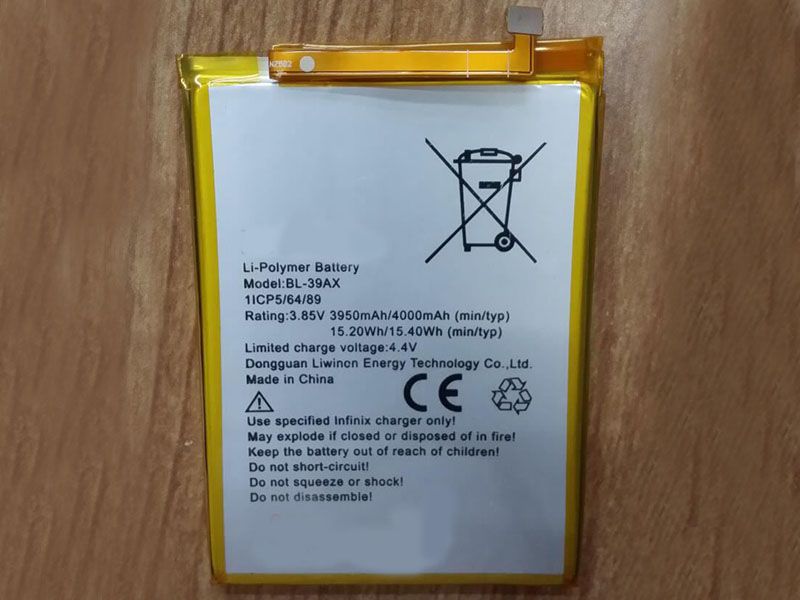 NZ602
Li-Polymer Battery
Model:BL-39AX
1ICP5/64/89
Rating:3.85V 3950mAh/4000mAh (min/typ)
15.20Wh/15.40Wh (min/typ)
Limited charge voltage:4.4V
Dongguan Liwinon Energy Technology Co.,Ltd.
Made in China
CE
Use specified Infinix charger only!
May explode if closed or disposed of in fire!
Keep the battery out of reach of children!
Do not short-circuit!
Do not squeeze or shock!
Do not disassemble!